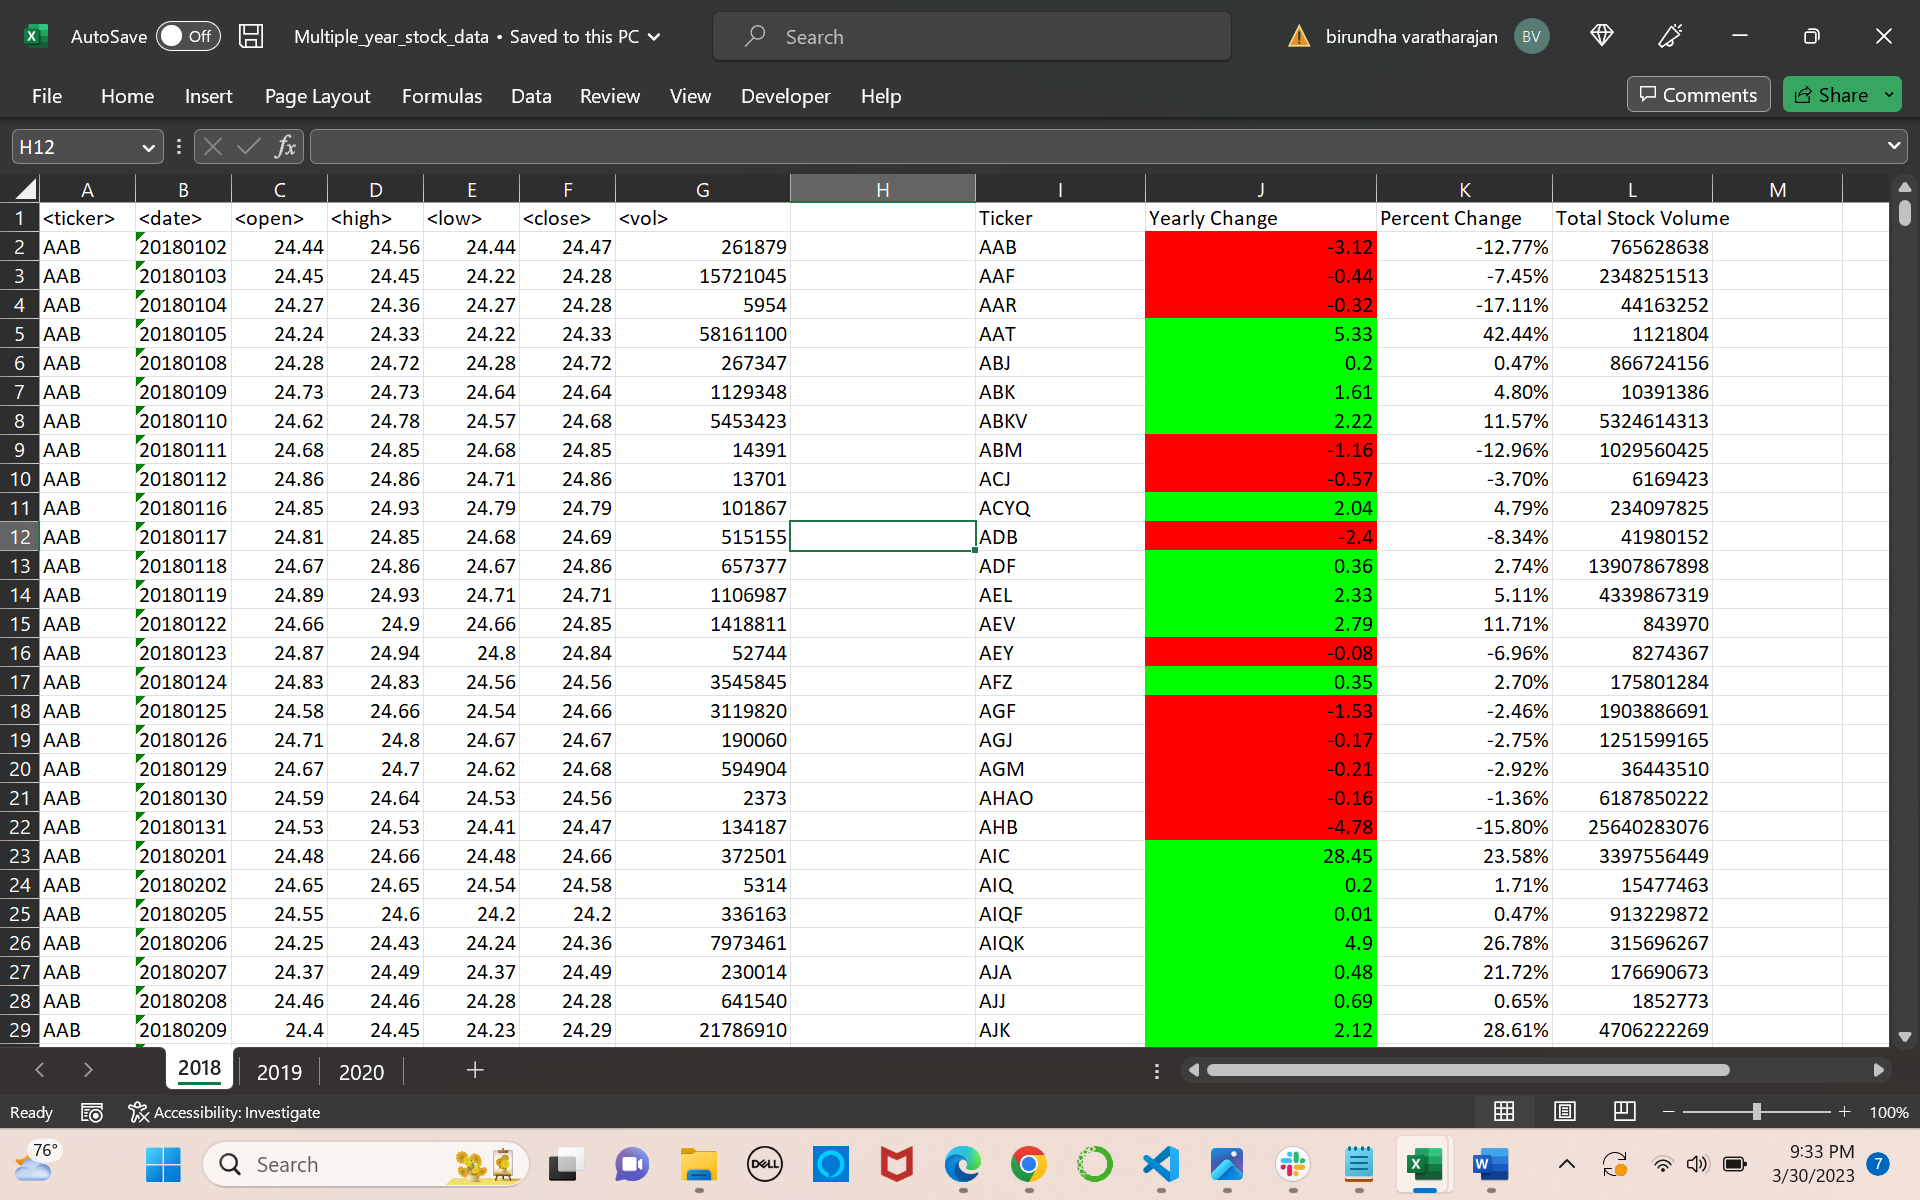 AutoSave Off Multiple_year_stock_data • Saved to this PC Search birundha varatharajan BV
File Home Insert Page Layout Formulas Data Review View Developer Help Comments Share
H12 fx
A B C D E F G H I J K L M
1 <ticker> <date> <open> <high> <low> <close> <vol> Ticker Yearly Change Percent Change Total Stock Volume
2 AAB 20180102 24.44 24.56 24.44 24.47 261879 AAB -3.12 -12.77% 765628638
3 AAB 20180103 24.45 24.45 24.22 24.28 15721045 AAF -0.44 -7.45% 2348251513
4 AAB 20180104 24.27 24.36 24.27 24.28 5954 AAR -0.32 -17.11% 44163252
5 AAB 20180105 24.24 24.33 24.22 24.33 58161100 AAT 5.33 42.44% 1121804
6 AAB 20180108 24.28 24.72 24.28 24.72 267347 ABJ 0.2 0.47% 866724156
7 AAB 20180109 24.73 24.73 24.64 24.64 1129348 ABK 1.61 4.80% 10391386
8 AAB 20180110 24.62 24.78 24.57 24.68 5453423 ABKV 2.22 11.57% 5324614313
9 AAB 20180111 24.68 24.85 24.68 24.85 14391 ABM -1.16 -12.96% 1029560425
10 AAB 20180112 24.86 24.86 24.71 24.86 13701 ACJ -0.57 -3.70% 6169423
11 AAB 20180116 24.85 24.93 24.79 24.79 101867 ACYQ 2.04 4.79% 234097825
12 AAB 20180117 24.81 24.85 24.68 24.69 515155 ADB -2.4 -8.34% 41980152
13 AAB 20180118 24.67 24.86 24.67 24.86 657377 ADF 0.36 2.74% 13907867898
14 AAB 20180119 24.89 24.93 24.71 24.71 1106987 AEL 2.33 5.11% 4339867319
15 AAB 20180122 24.66 24.9 24.66 24.85 1418811 AEV 2.79 11.71% 843970
16 AAB 20180123 24.87 24.94 24.8 24.84 52744 AEY -0.08 -6.96% 8274367
17 AAB 20180124 24.83 24.83 24.56 24.56 3545845 AFZ 0.35 2.70% 175801284
18 AAB 20180125 24.58 24.66 24.54 24.66 3119820 AGF -1.53 -2.46% 1903886691
19 AAB 20180126 24.71 24.8 24.67 24.67 190060 AGJ -0.17 -2.75% 1251599165
20 AAB 20180129 24.67 24.7 24.62 24.68 594904 AGM -0.21 -2.92% 36443510
21 AAB 20180130 24.59 24.64 24.53 24.56 2373 AHAO -0.16 -1.36% 6187850222
22 AAB 20180131 24.53 24.53 24.41 24.47 134187 AHB -4.78 -15.80% 25640283076
23 AAB 20180201 24.48 24.66 24.48 24.66 372501 AIC 28.45 23.58% 3397556449
24 AAB 20180202 24.65 24.65 24.54 24.58 5314 AIQ 0.2 1.71% 15477463
25 AAB 20180205 24.55 24.6 24.2 24.2 336163 AIQF 0.01 0.47% 913229872
26 AAB 20180206 24.25 24.43 24.24 24.36 7973461 AIQK 4.9 26.78% 315696267
27 AAB 20180207 24.37 24.49 24.37 24.49 230014 AJA 0.48 21.72% 176690673
28 AAB 20180208 24.46 24.46 24.28 24.28 641540 AJJ 0.69 0.65% 1852773
29 AAB 20180209 24.4 24.45 24.23 24.29 21786910 AJK 2.12 28.61% 4706222269
2018 2019 2020
Ready Accessibility: Investigate 100%
76° Search DELL 9:33 PM 7
3/30/2023